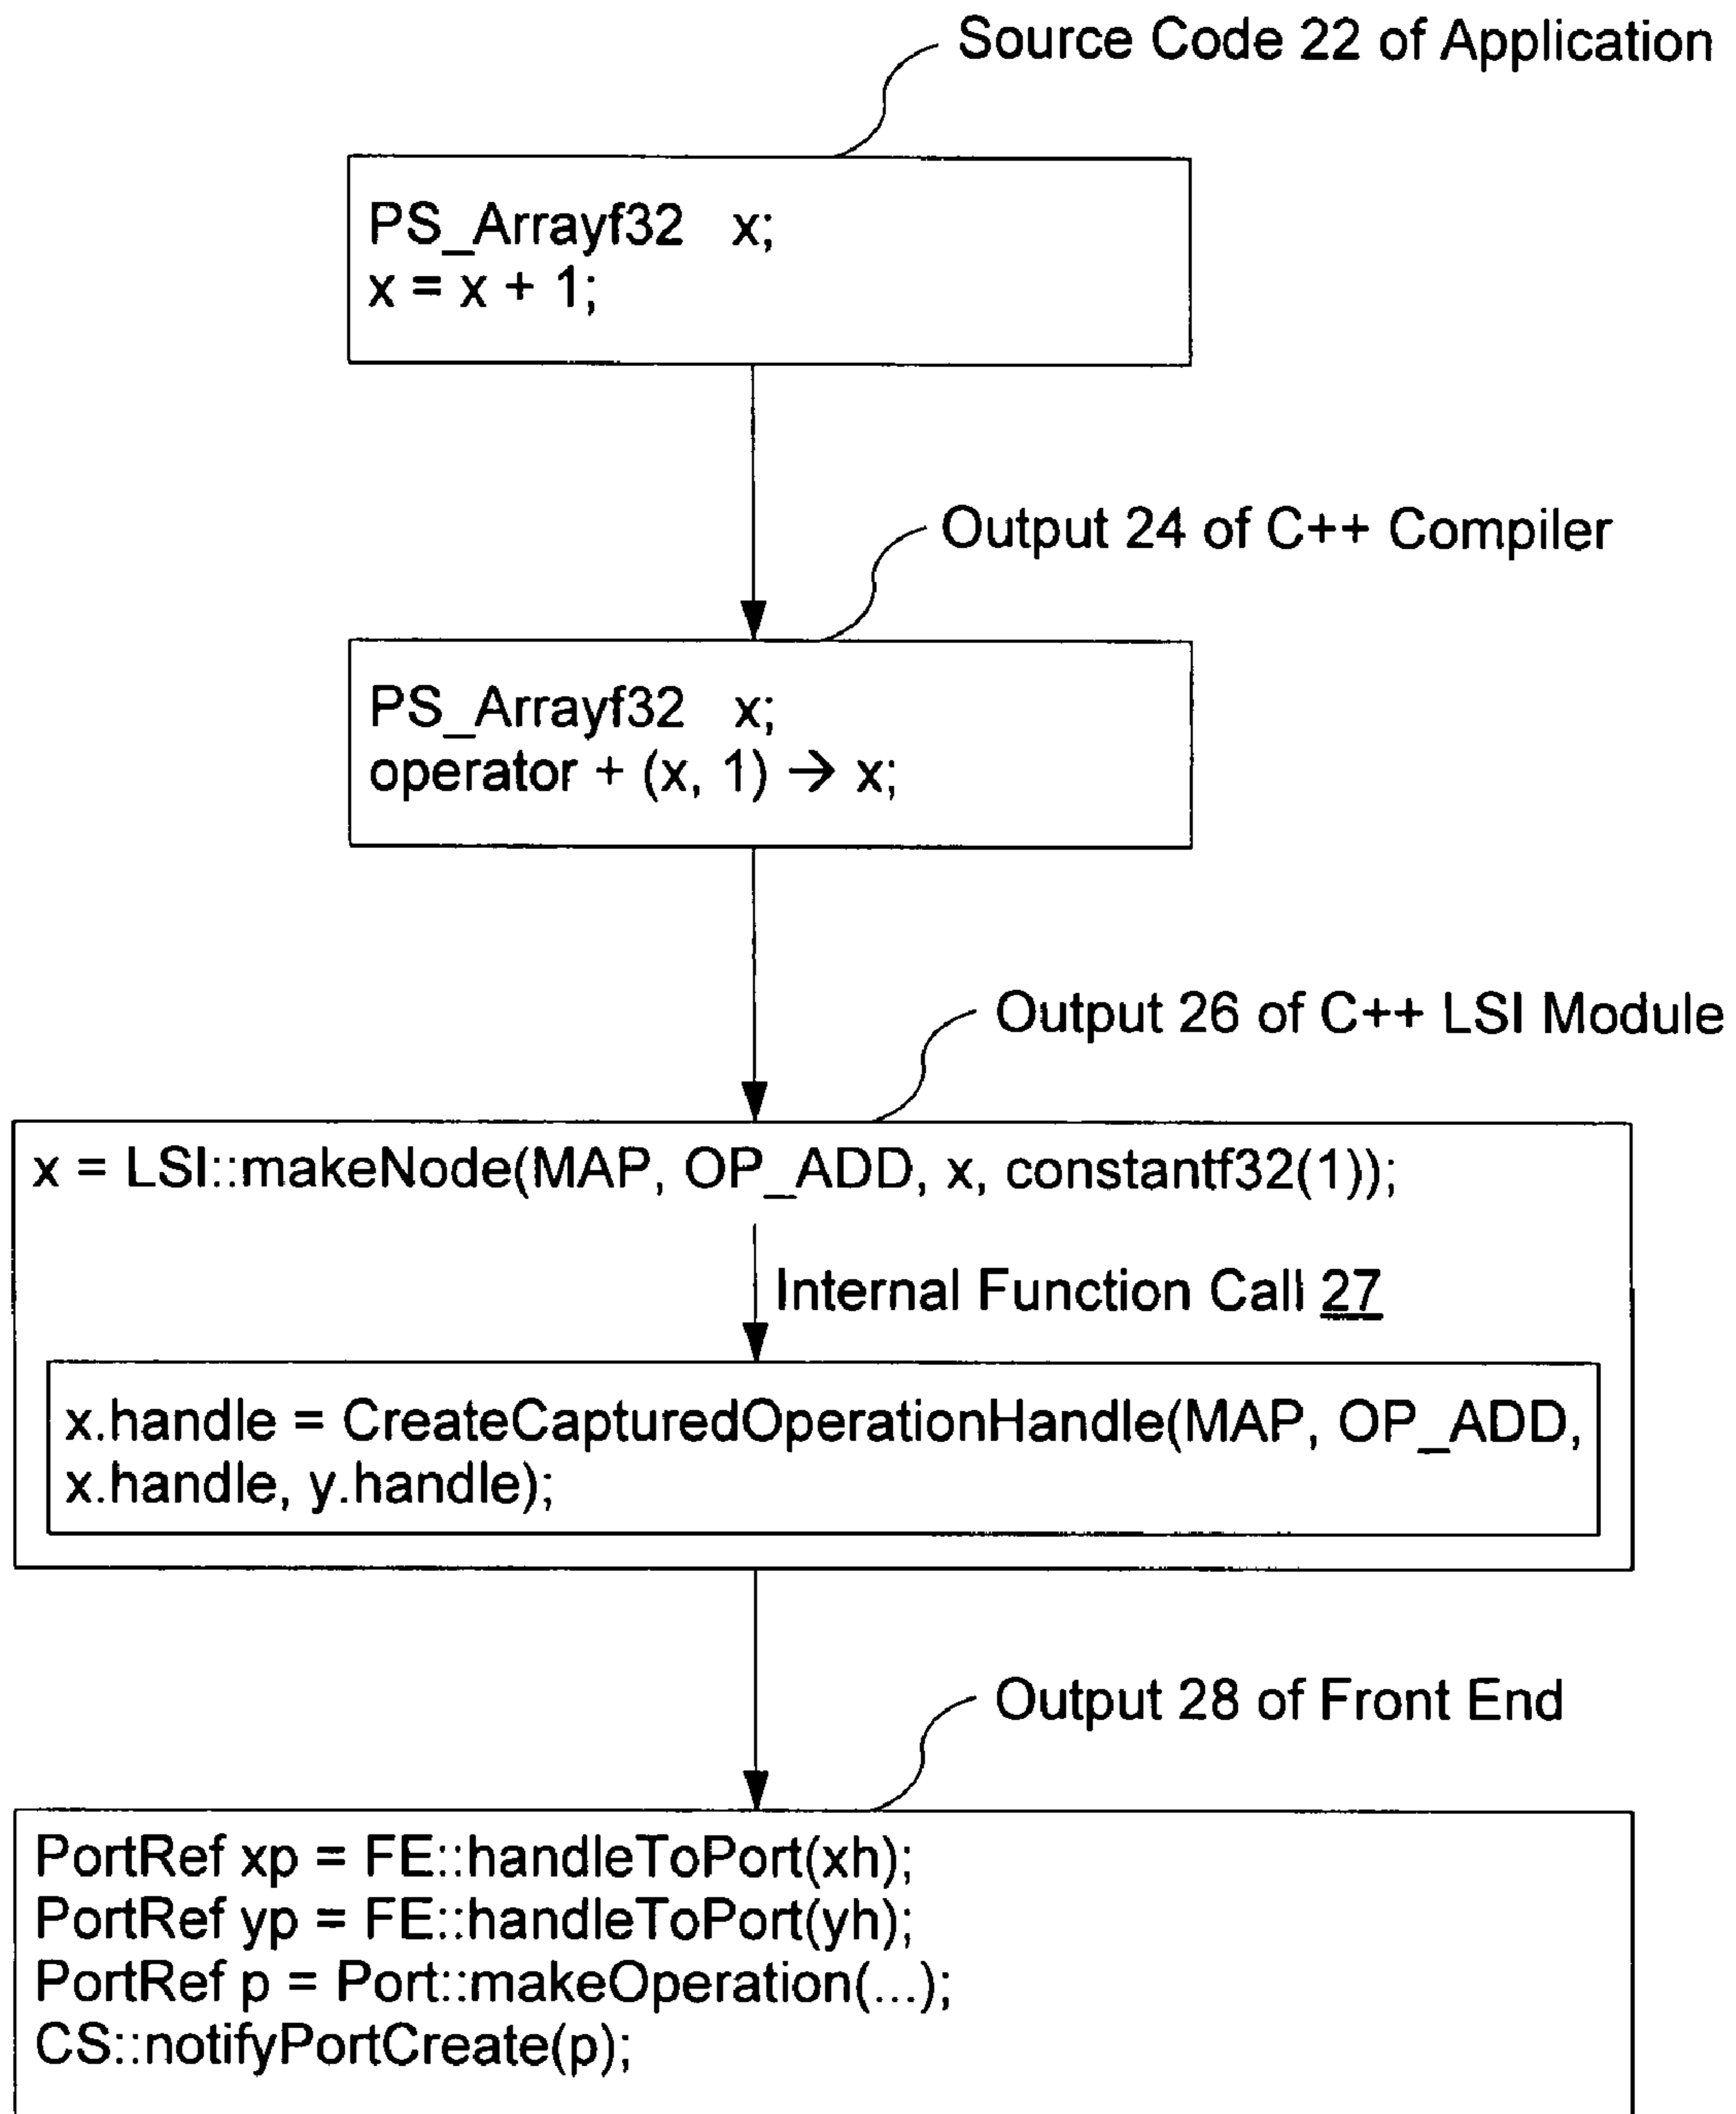 Source Code 22 of Application
PS_Arrayf32 x;
x = x + 1;
Output 24 of C++ Compiler
PS_Arrayf32 x;
operator + (x, 1) → x;
Output 26 of C++ LSI Module
x = LSI::makeNode(MAP, OP_ADD, x, constantf32(1));
Internal Function Call 27
x.handle = CreateCapturedOperationHandle(MAP, OP_ADD,
x.handle, y.handle);
Output 28 of Front End
PortRef xp = FE::handleToPort(xh);
PortRef yp = FE::handleToPort(yh);
PortRef p = Port::makeOperation(...);
CS::notifyPortCreate(p);